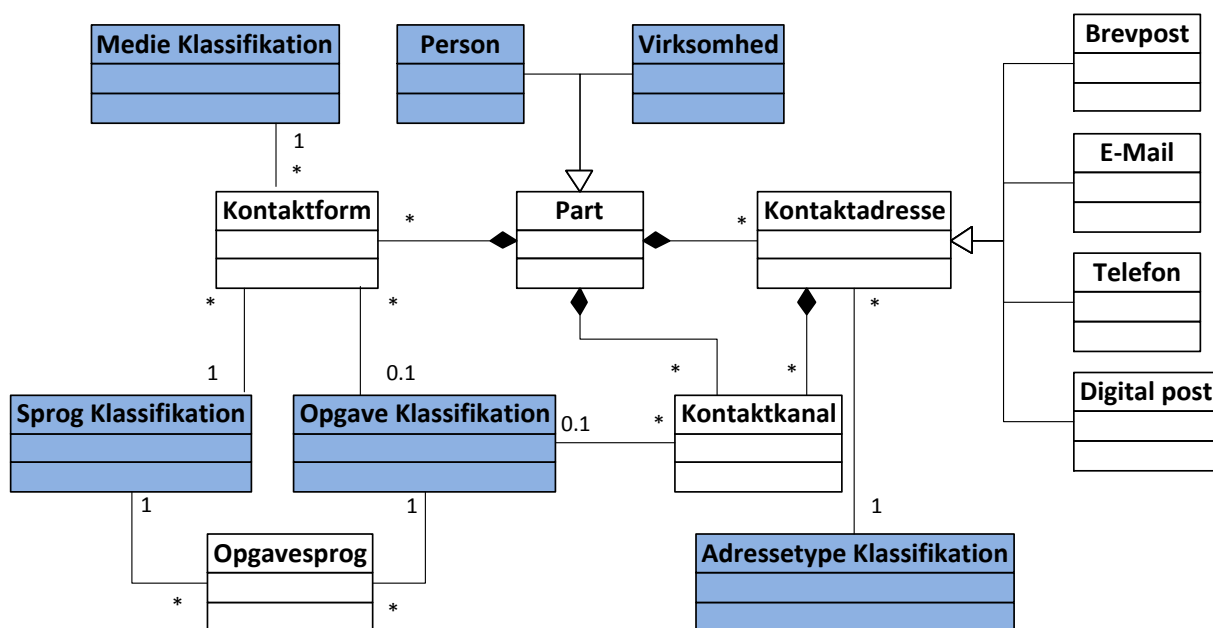 Medie Klassifikation
Person
Virksomhed
Brevpost
1
*
E-Mail
Kontaktform
*
Part
*
Kontaktadresse
Telefon
*
*
*
1
0.1
*
*
Digital post
Sprog Klassifikation
Opgave Klassifikation
0.1
*
Kontaktkanal
1
1
1
Opgavesprog
Adressetype Klassifikation
*
*